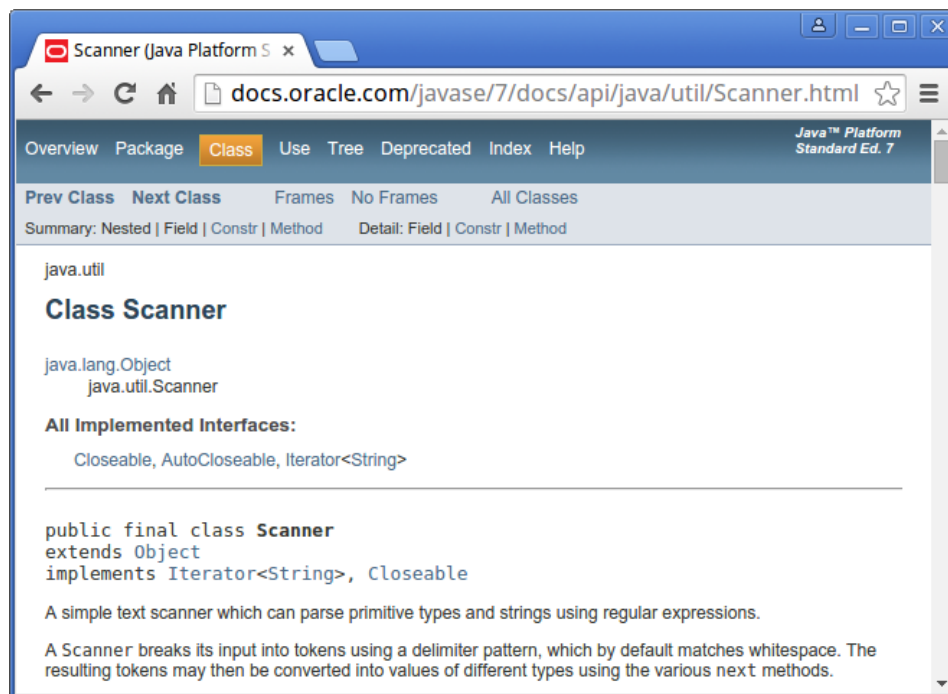 Scanner (Java Platform S
docs.oracle.com/javase/7/docs/api/java/util/Scanner.html
Overview Package Class Use Tree Deprecated Index Help
Java™ Platform
Standard Ed. 7
Prev Class Next Class Frames No Frames All Classes
Summary: Nested | Field | Constr | Method Detail: Field | Constr | Method
java.util
Class Scanner
java.lang.Object
java.util.Scanner
All Implemented Interfaces:
Closeable, AutoCloseable, Iterator<String>
public final class Scanner
extends Object
implements Iterator<String>, Closeable
A simple text scanner which can parse primitive types and strings using regular expressions.
A Scanner breaks its input into tokens using a delimiter pattern, which by default matches whitespace. The
resulting tokens may then be converted into values of different types using the various next methods.